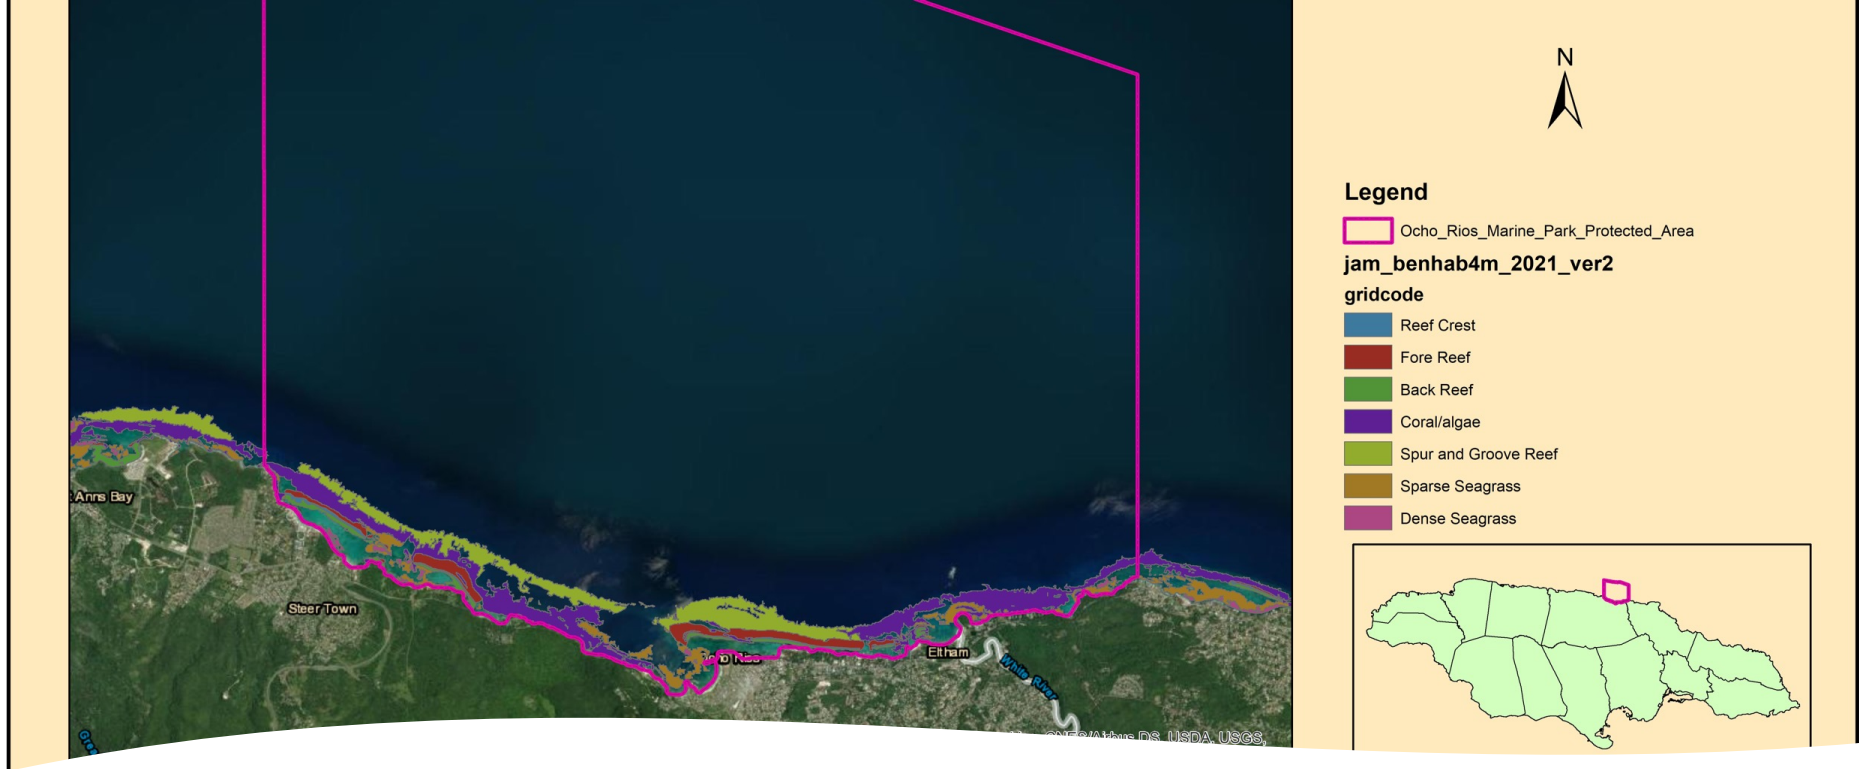 N
Legend
Ocho_Rios_Marine_Park_Protected_Area
jam_benhab4m_2021_ver2
gridcode
Reef Crest
Fore Reef
Back Reef
Coral/algae
Spur and Groove Reef
Sparse Seagrass
Dense Seagrass
Anns Bay
Steer Town
Eltham
White River
USDA, USGS,